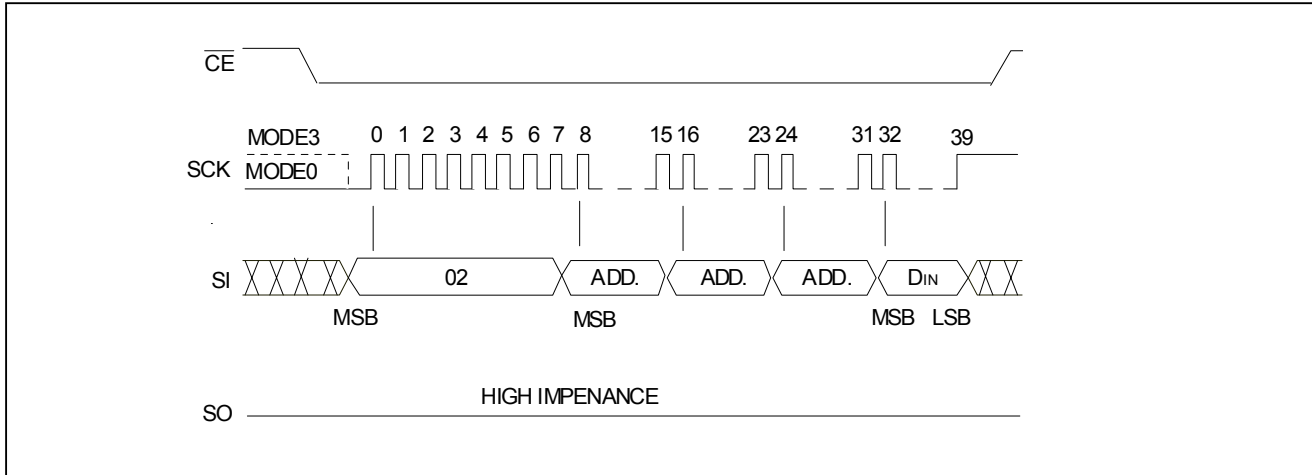 CE
MODE3 0 1 2 3 4 5 6 7 8 15 16 23 24 31 32 39
SCK MODE0
SI 02 ADD. ADD. ADD. DIN
MSB MSB MSB LSB
HIGH IMPENANCE
SO